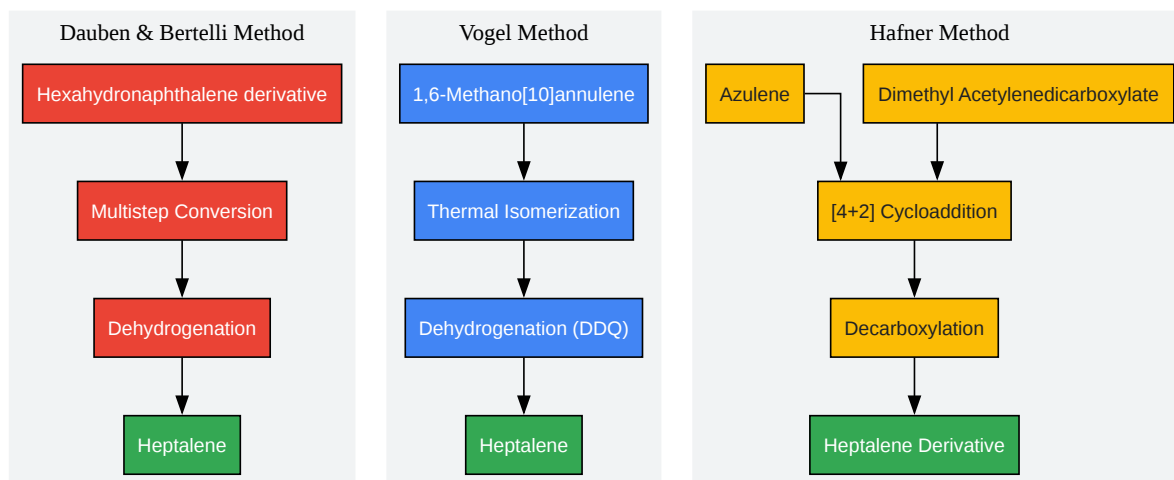 Dauben & Bertelli Method
Hexahydronaphthalene derivative
Multistep Conversion
Dehydrogenation
Heptalene
Vogel Method
1,6-Methano[10]annulene
Thermal Isomerization
Dehydrogenation (DDQ)
Heptalene
Hafner Method
Azulene
Dimethyl Acetylenedicarboxylate
[4+2] Cycloaddition
Decarboxylation
Heptalene Derivative